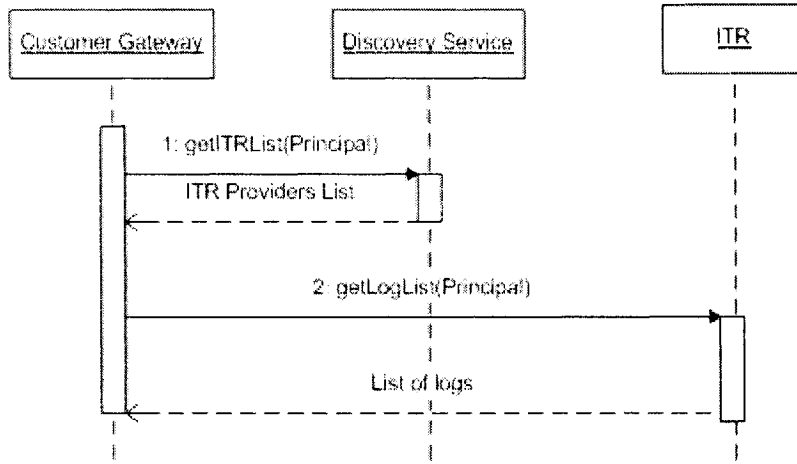 Customer Gateway
Discovery Service
ITR
1: getITRList(Principal)
ITR Providers List
2: getLogList(Principal)
List of logs